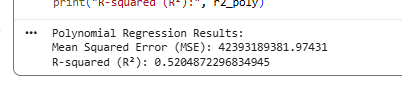 print("R-squared (R²):", r2_poly)
Polynomial Regression Results:
Mean Squared Error (MSE): 42393189381.97431
R-squared (R²): 0.5204872296834945